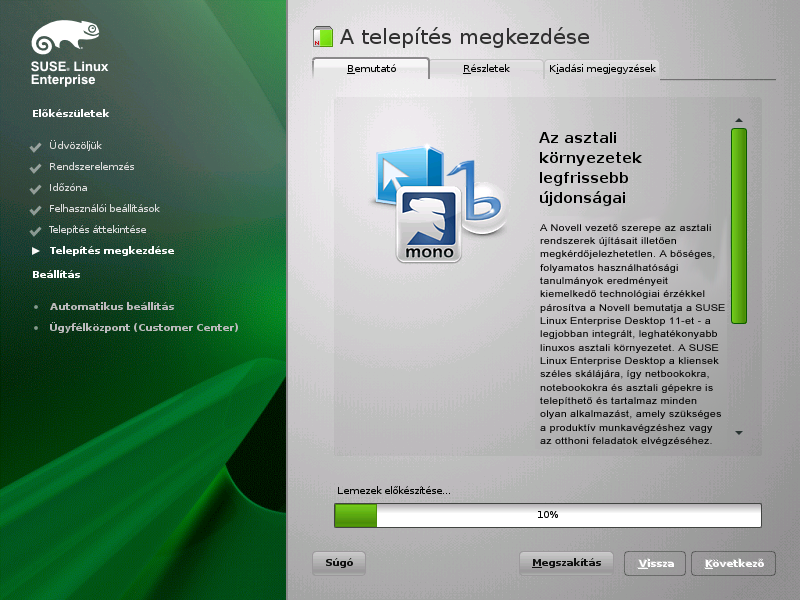 SUSE® Linux
Enterprise
Előkészületek
Üdvözöljük
Rendszerelemzés
Időzóna
Felhasználói beállítások
Telepítés áttekintése
Telepítés megkezdése
Beállítás
Automatikus beállítás
Ügyfélközpont (Customer Center)
A telepítés megkezdése
Bemutató
Részletek
Kiadási megjegyzések
mono
Az asztali
környezetek
legfrissebb
újdonságai
A Novell vezető szerepe az asztali
rendszerek újításait illetően
megkérdőjelezhetetlen. A bőséges,
folyamatos használhatósági
tanulmányok eredményeit
kiemelkedő technológiai érzékkel
párosítva a Novell bemutatja a SUSE
Linux Enterprise Desktop 11-et - a
legjobban integrált, leghatékonyabb
linuxos asztali környezetet. A SUSE
Linux Enterprise Desktop a kliensek
széles skálájára, így netbookokra,
notebookokra és asztali gépekre is
telepíthető és tartalmaz minden
olyan alkalmazást, amely szükséges
a produktív munkavégzéshez vagy
az otthoni feladatok elvégzéséhez.
Lemezek előkészítése...
10%
Súgó
Megszakítás
Vissza
Következő